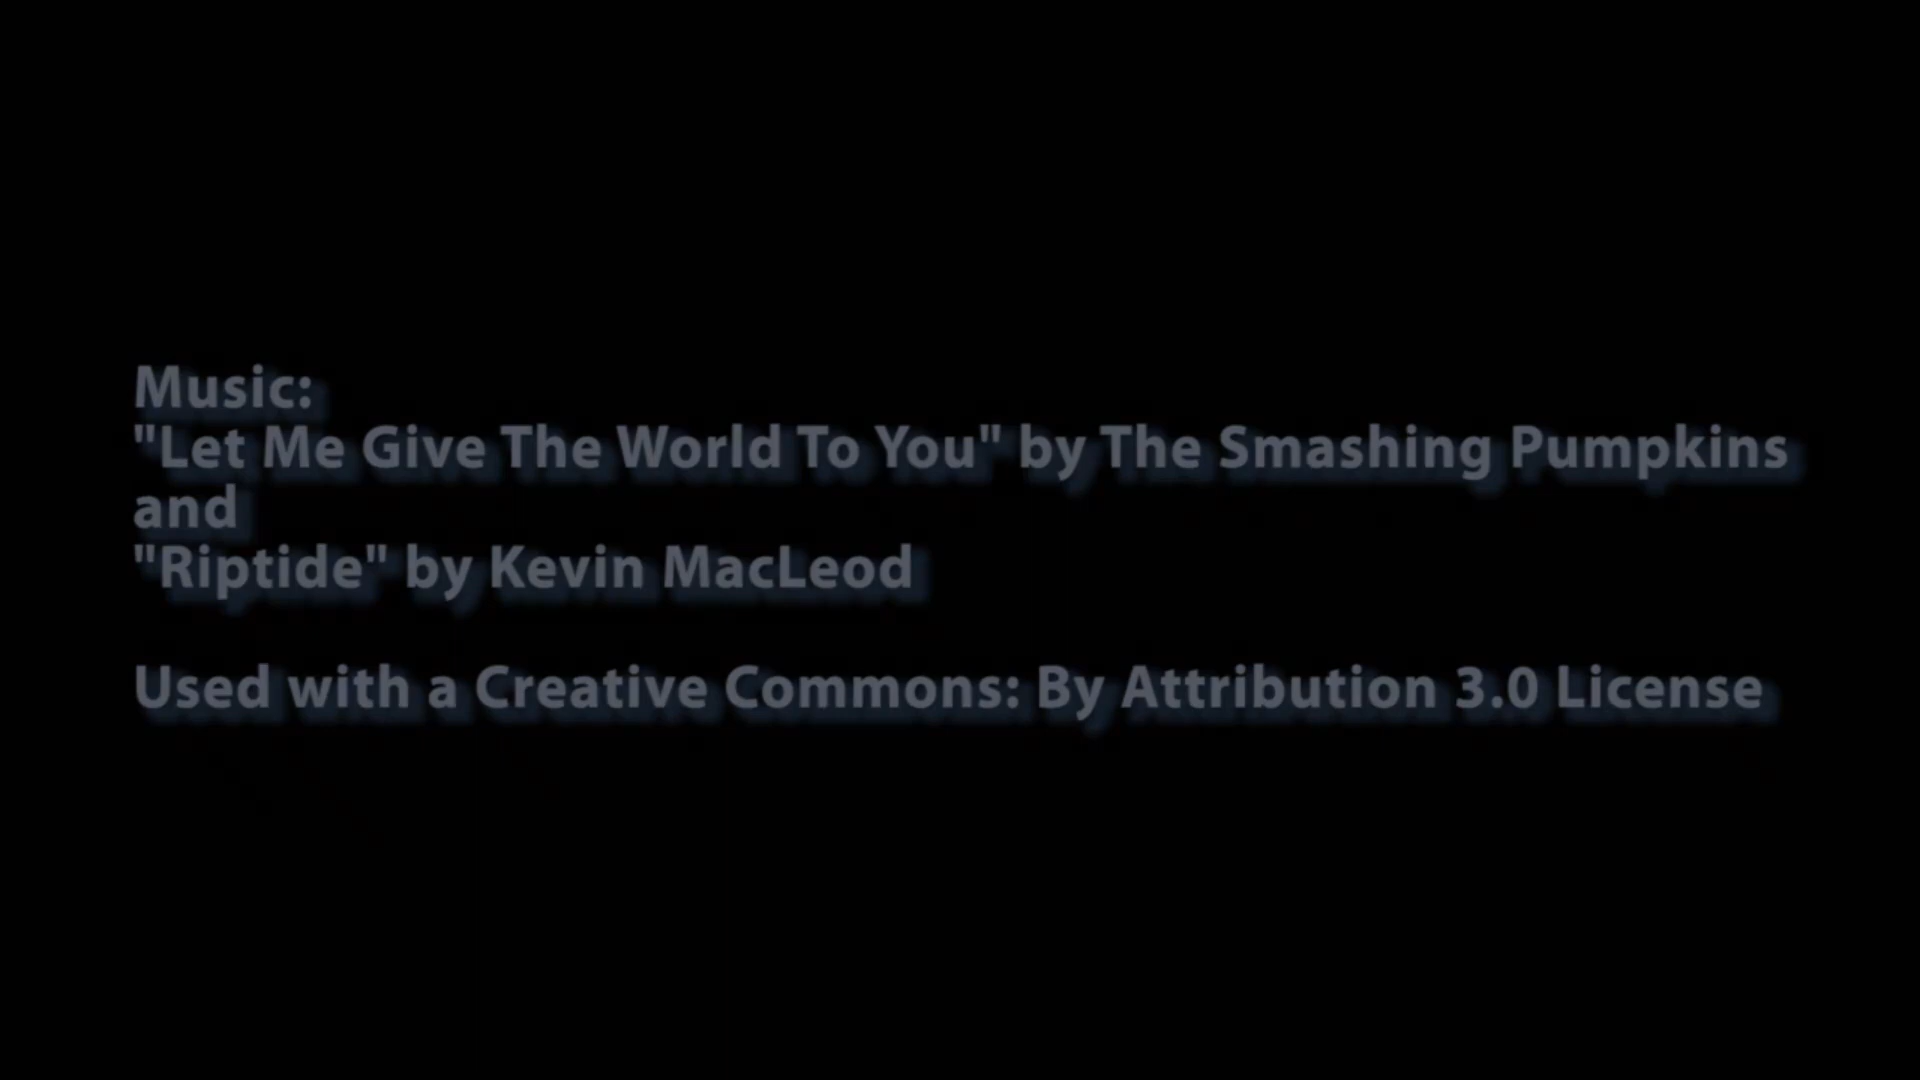 Music:
"Let Me Give The World To You" by The Smashing Pumpkins
and
"Riptide" by Kevin MacLeod
Used with a Creative Commons: By Attribution 3.0 License